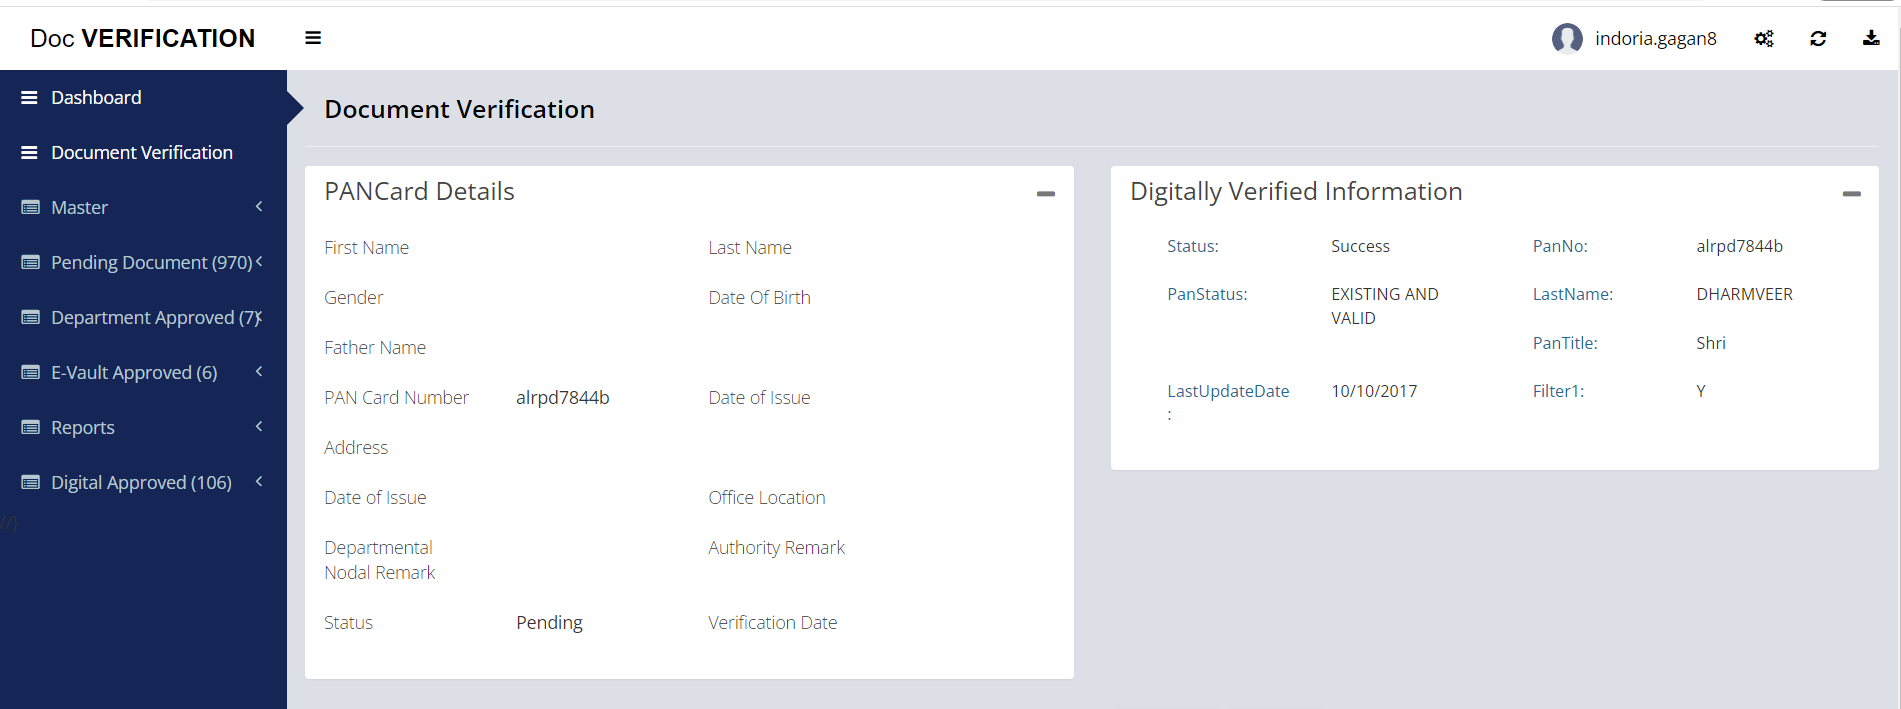 Doc VERIFICATION
indoria.gagan8
Dashboard
Document Verification
Master
Pending Document (970)
Department Approved (7)
E-Vault Approved (6)
Reports
Digital Approved (106)
//}
Document Verification
PANCard Details
First Name
Last Name
Gender
Date Of Birth
Father Name
PAN Card Number alrpd7844b
Date of Issue
Address
Date of Issue
Office Location
Departmental
Nodal Remark
Authority Remark
Status Pending
Verification Date
Digitally Verified Information
Status: Success
PanNo: alrpd7844b
PanStatus: EXISTING AND
VALID
LastName: DHARMVEER
PanTitle: Shri
LastUpdateDate
:
10/10/2017
Filter1: Y